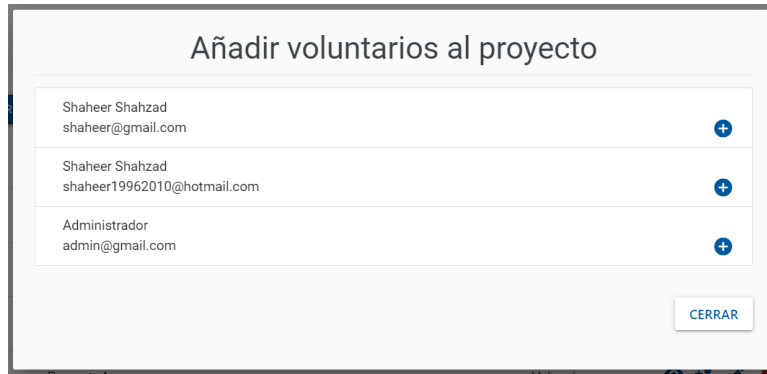 Añadir voluntarios al proyecto
Shaheer Shahzad
shaheer@gmail.com
Shaheer Shahzad
shaheer19962010@hotmail.com
Administrador
admin@gmail.com
CERRAR